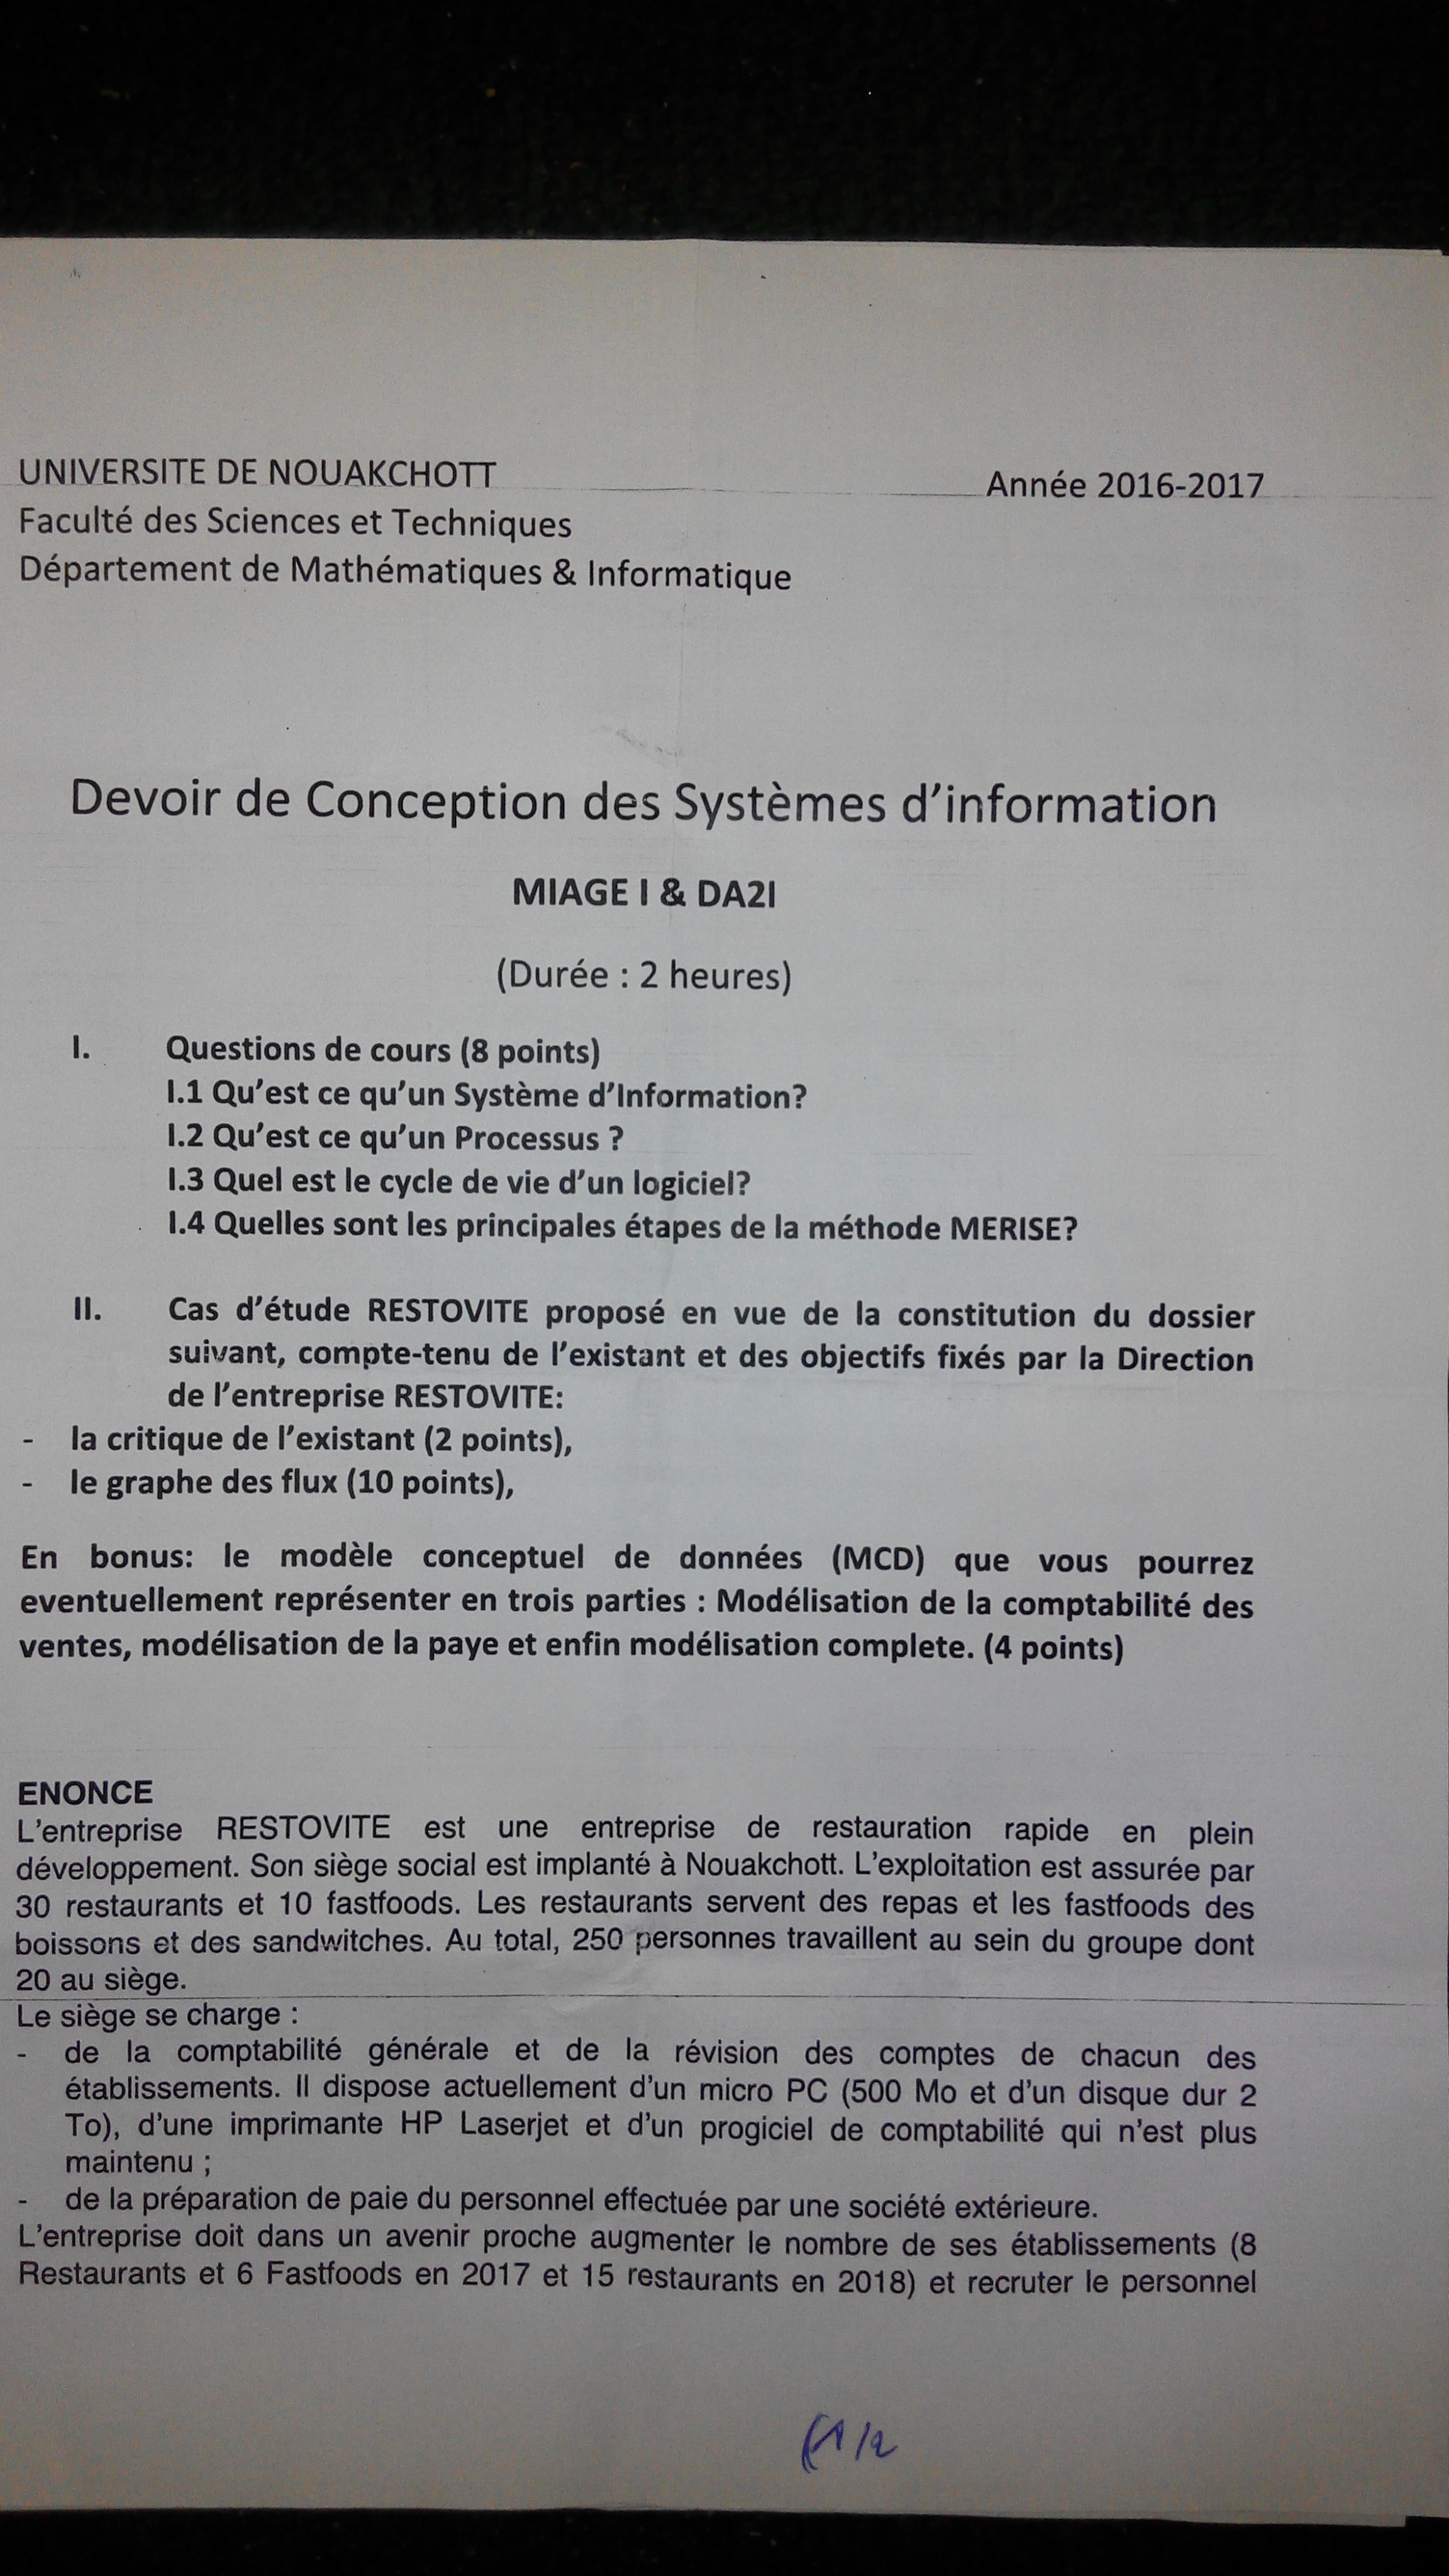 UNIVERSITE DE NOUAKCHOTT
Année 2016-2017
Faculté des Sciences et Techniques
Département de Mathématiques & Informatique
Devoir de Conception des Systèmes d'information
MIAGE I & DA2I
(Durée : 2 heures)
I. Questions de cours (8 points)
I.1 Qu'est ce qu'un Système d'Information?
I.2 Qu'est ce qu'un Processus ?
I.3 Quel est le cycle de vie d'un logiciel?
I.4 Quelles sont les principales étapes de la méthode MERISE?
II. Cas d'étude RESTOVITE proposé en vue de la constitution du dossier
suivant, compte-tenu de l'existant et des objectifs fixés par la Direction
de l'entreprise RESTOVITE:
- la critique de l'existant (2 points),
- le graphe des flux (10 points),
En bonus: le modèle conceptuel de données (MCD) que vous pourrez
eventuellement représenter en trois parties : Modélisation de la comptabilité des
ventes, modélisation de la paye et enfin modélisation complete. (4 points)
ENONCE
L'entreprise RESTOVITE est une entreprise de restauration rapide en plein
développement. Son siège social est implanté à Nouakchott. L'exploitation est assurée par
30 restaurants et 10 fastfoods. Les restaurants servent des repas et les fastfoods des
boissons et des sandwitches. Au total, 250 personnes travaillent au sein du groupe dont
20 au siège.
Le siège se charge :
- de la comptabilité générale et de la révision des comptes de chacun des
établissements. Il dispose actuellement d'un micro PC (500 Mo et d'un disque dur 2
To), d'une imprimante HP Laserjet et d'un progiciel de comptabilité qui n'est plus
maintenu ;
- de la préparation de paie du personnel effectuée par une société extérieure.
L'entreprise doit dans un avenir proche augmenter le nombre de ses établissements (8
Restaurants et 6 Fastfoods en 2017 et 15 restaurants en 2018) et recruter le personnel
(1/2